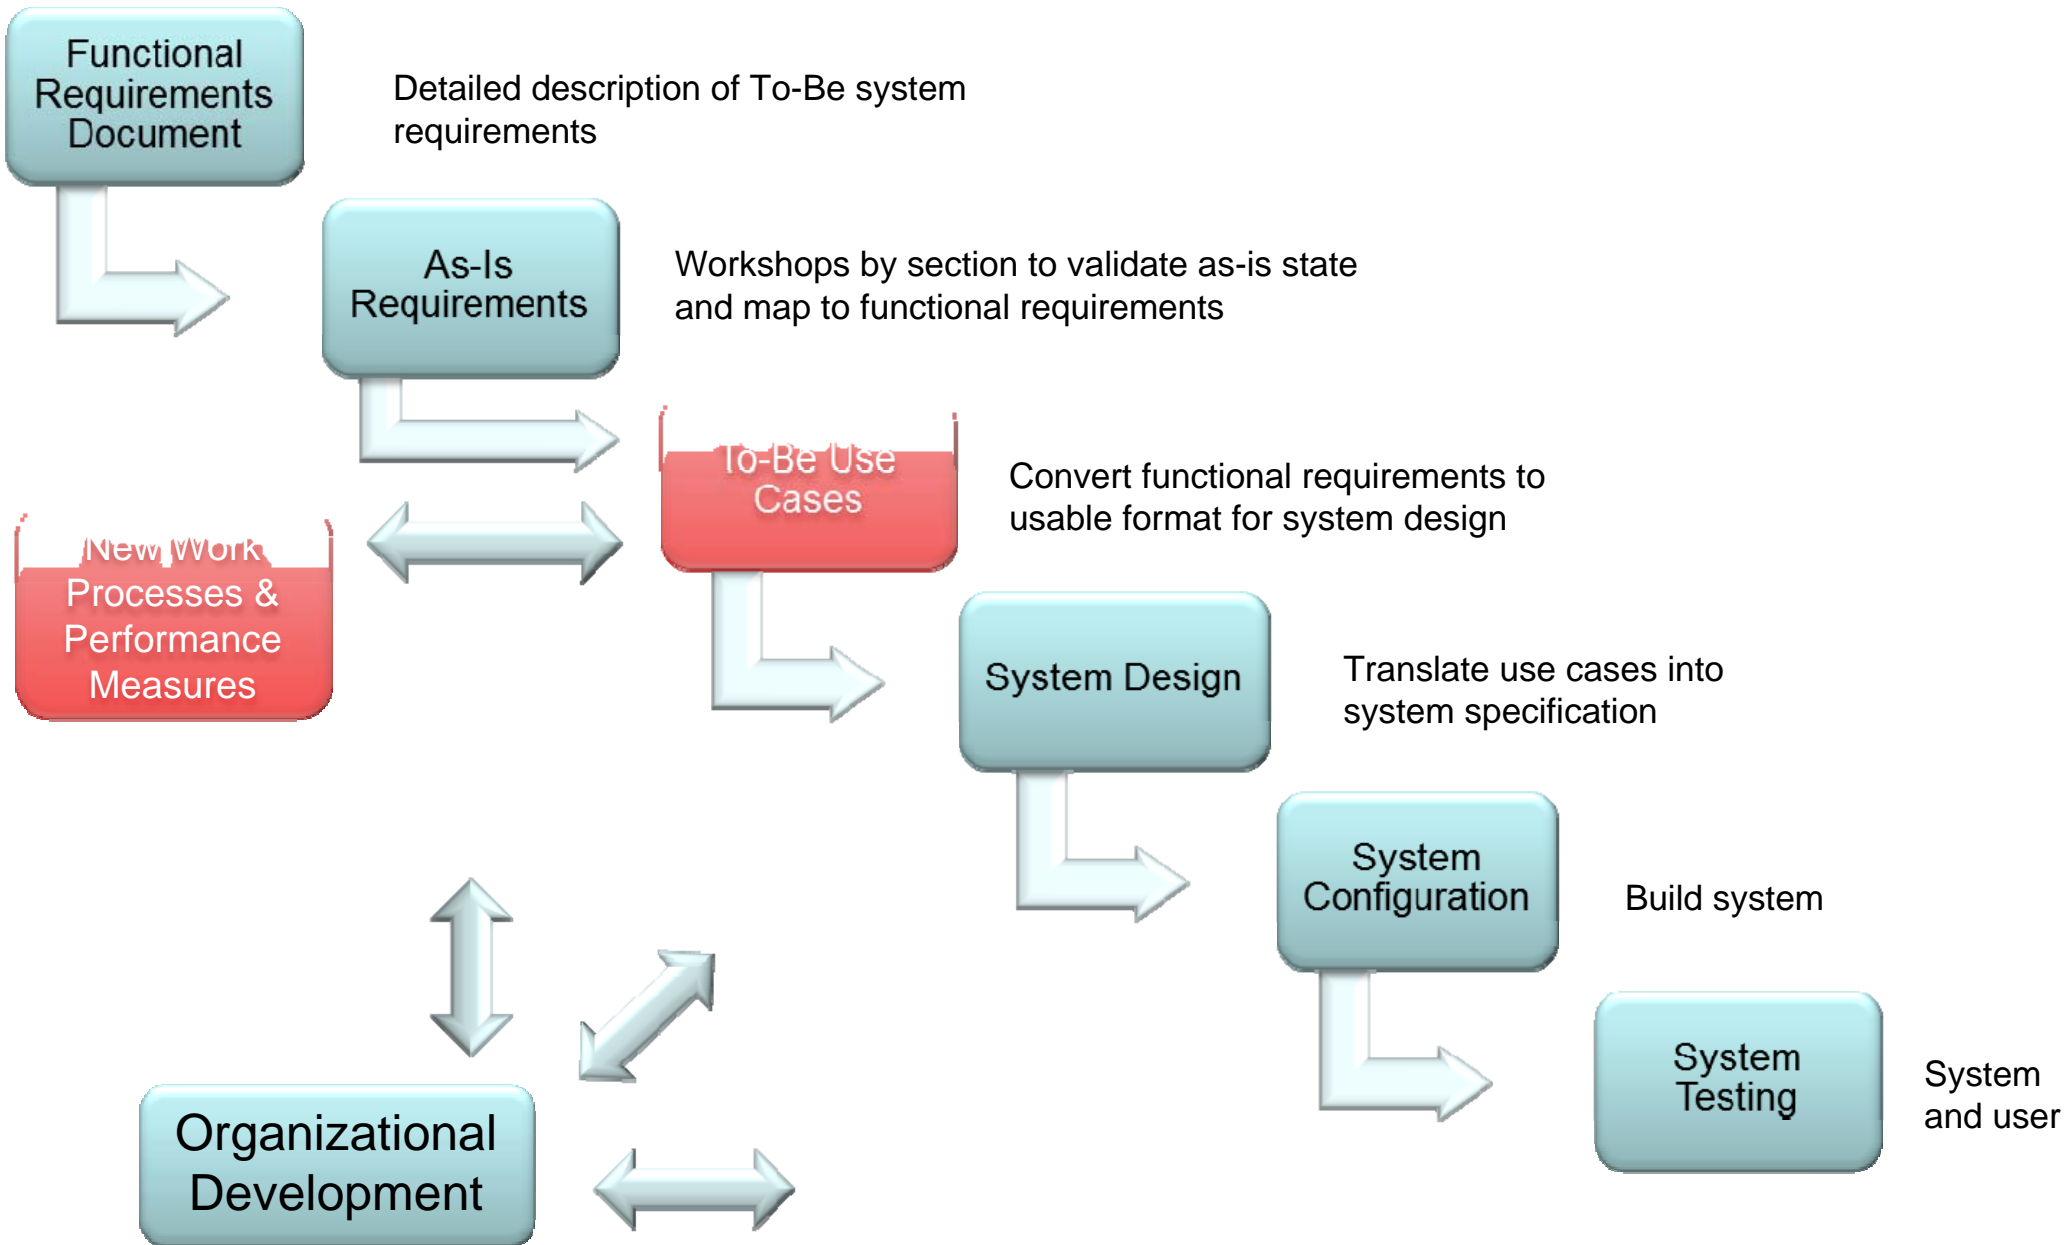 Functional
Requirements
Document
Detailed description of To-Be system
requirements
As-Is
Requirements
Workshops by section to validate as-is state
and map to functional requirements
To-Be Use
Cases
Convert functional requirements to
usable format for system design
New Work
Processes &
Performance
Measures
System Design
Translate use cases into
system specification
System
Configuration
Build system
System
Testing
System
and user
Organizational
Development